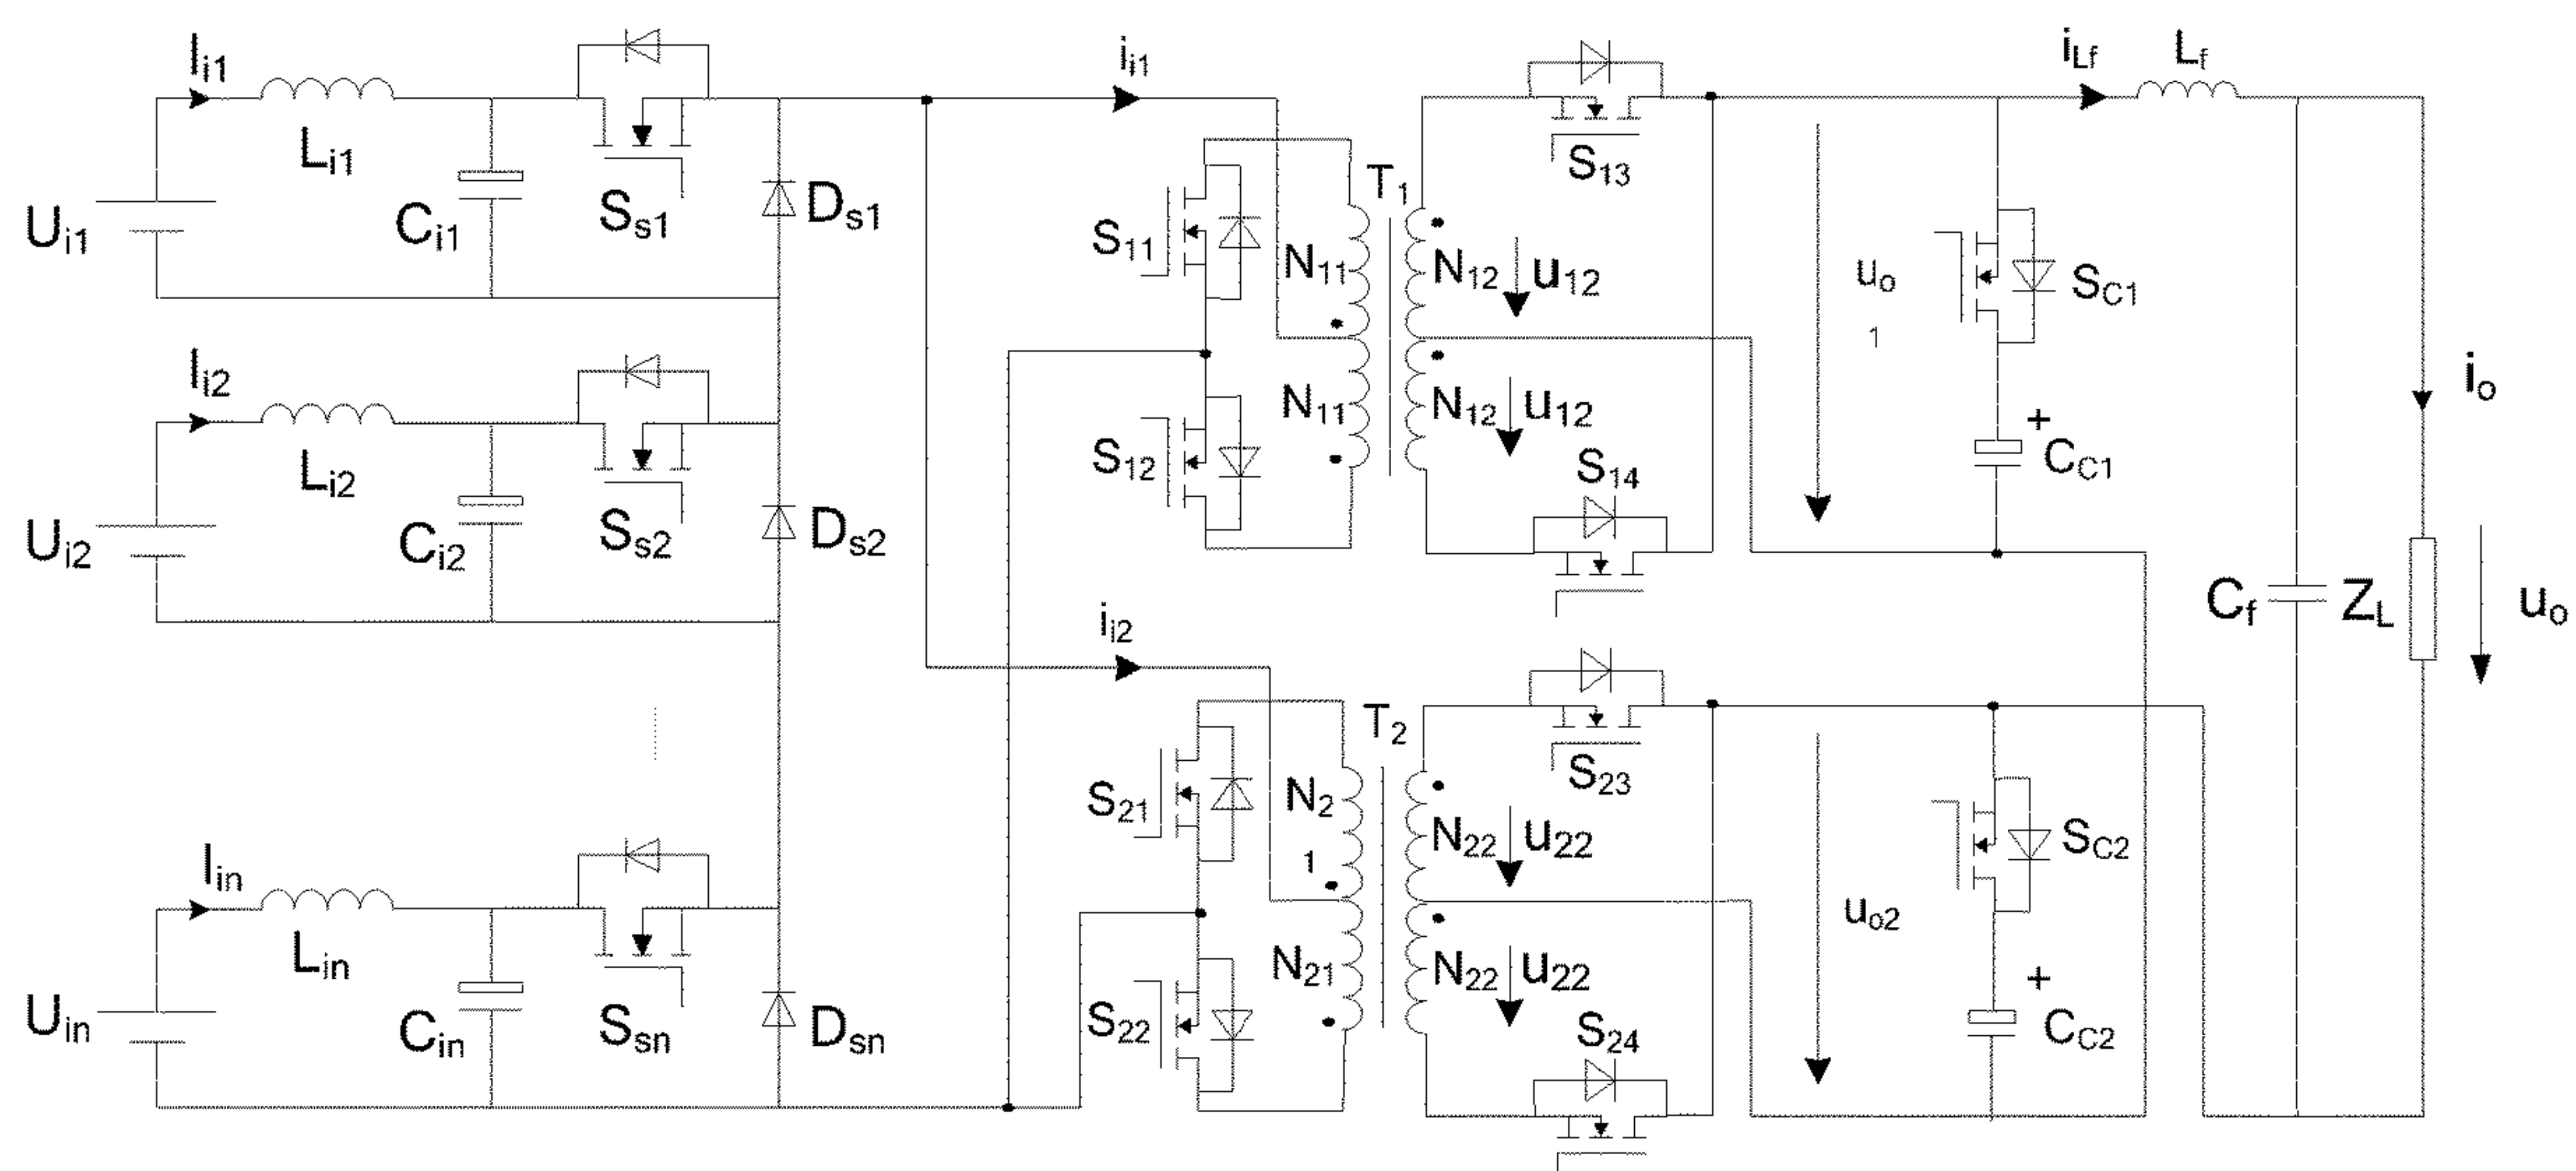 Ii1
Li1
Ui1
Ci1
Ss1
Ds1
Ii2
Li2
Ui2
Ci2
Ss2
Ds2
Iin
Lin
Uin
Cin
Ssn
Dsn
ii1
S11
S12
N11
N11
T1
N12
u12
N12
u12
S13
S14
uo
1
iLf
Lf
SC1
+
CC1
io
Cf
ZL
uo
ii2
S21
S22
N2
1
N21
T2
N22
u22
N22
u22
S23
S24
uo2
SC2
+
CC2